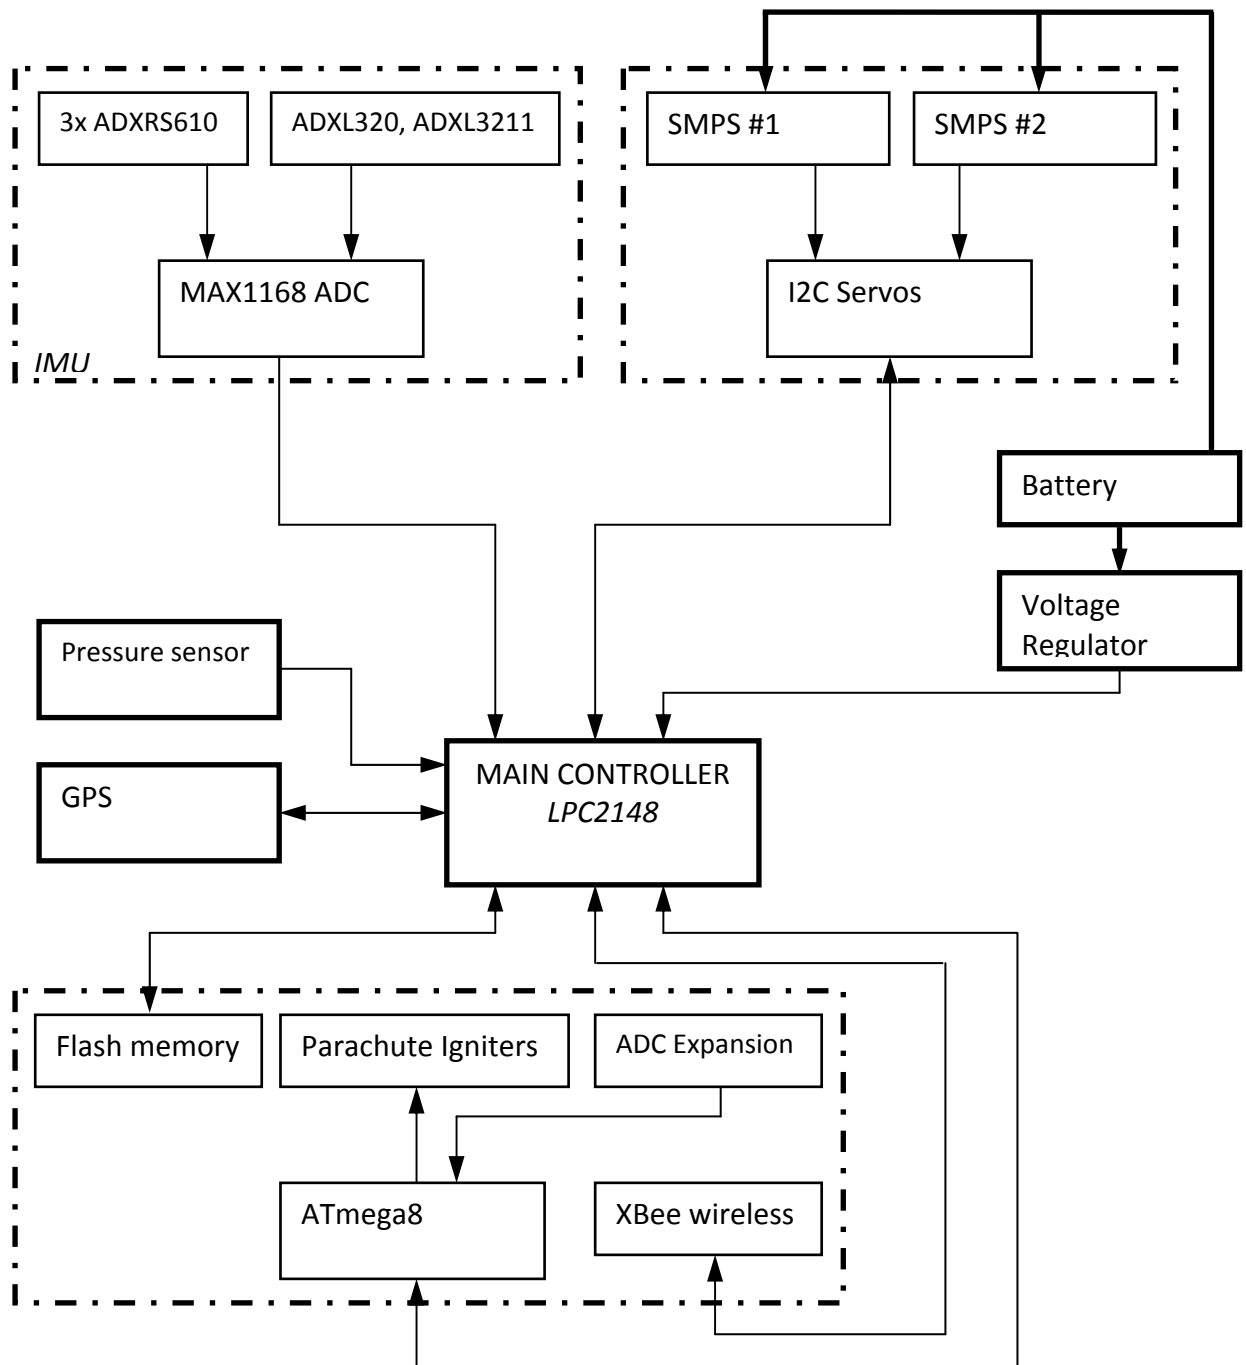 3x ADXRS610
ADXL320, ADXL3211
SMPS #1
SMPS #2
MAX1168 ADC
I2C Servos
IMU
Battery
Voltage
Regulator
Pressure sensor
GPS
MAIN CONTROLLER
LPC2148
Flash memory
Parachute Igniters
ADC Expansion
ATmega8
XBee wireless